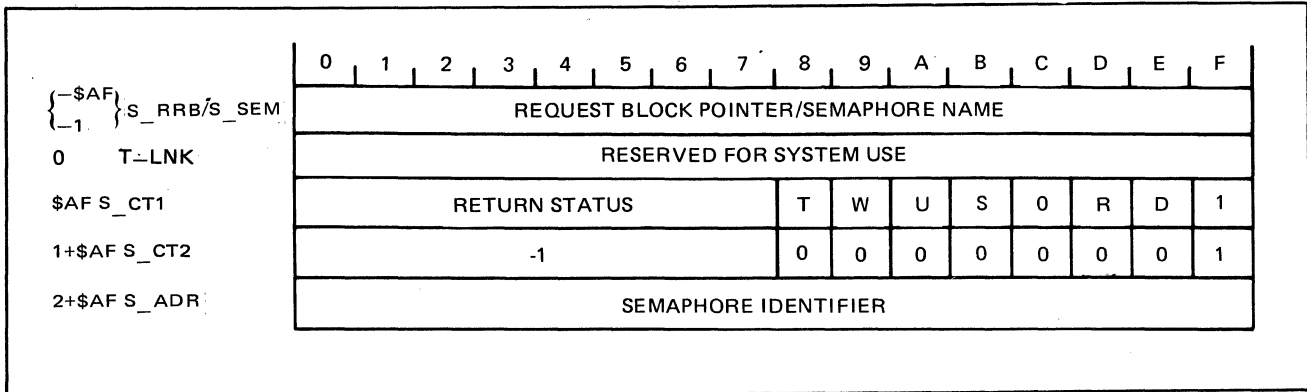 0 1 2 3 4 5 6 7 8 9 A B C D E F
{–$AF –1} S_RRB/S_SEM REQUEST BLOCK POINTER/SEMAPHORE NAME
0 T–LNK RESERVED FOR SYSTEM USE
$AF S_CT1 RETURN STATUS T W U S 0 R D 1
1+$AF S_CT2 -1 0 0 0 0 0 0 0 1
2+$AF S_ADR SEMAPHORE IDENTIFIER